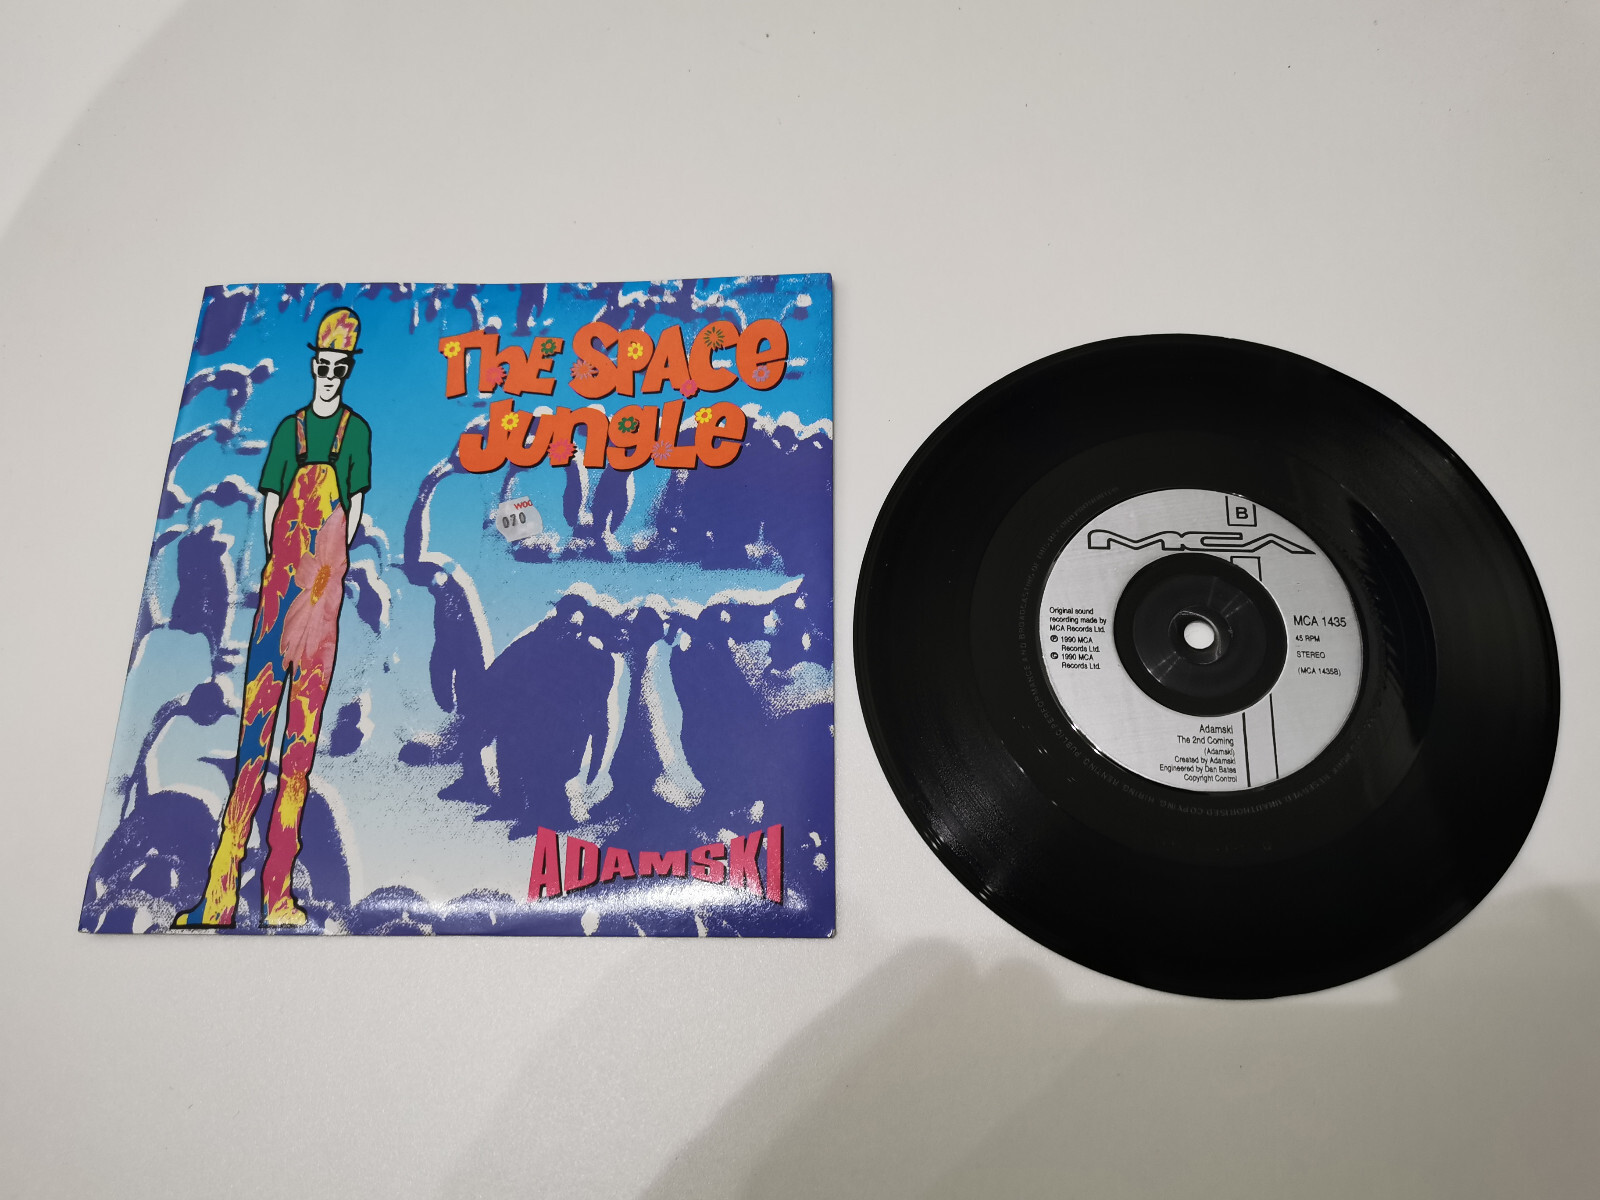 The Space
Jungle
WOO
070
ADAMSKI
B
MCA
Original sound
recording made by
MCA Records Ltd.
℗ 1990 MCA
Records Ltd.
© 1990 MCA
Records Ltd.
MCA 1435
45 RPM
STEREO
(MCA 1435B)
Adamski
The 2nd Coming
(Adamski)
Created by Adamski
Engineered by Dan Bates
Copyright Control